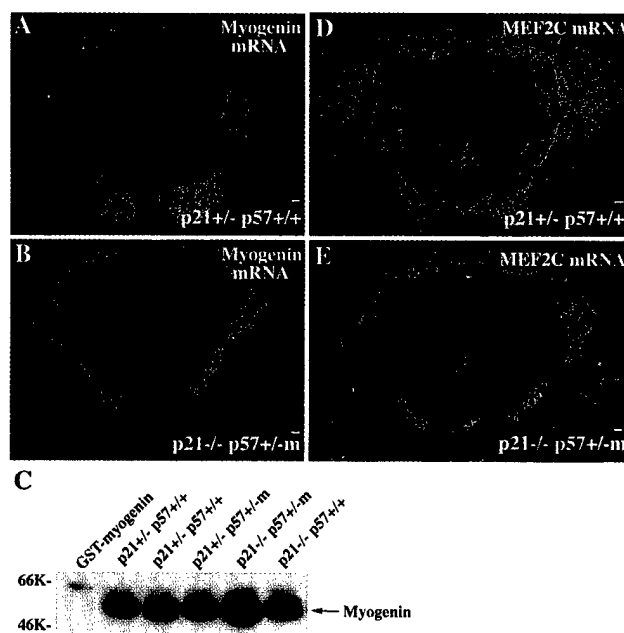 A
Myogenin
mRNA
p21+/- p57+/+
D
MEF2C mRNA
p21+/- p57+/+
B
Myogenin
mRNA
p21-/- p57+/-m
E
MEF2C mRNA
p21-/- p57+/-m
C
GST-myogenin
p21+/- p57+/+
p21+/- p57+/+
p21+/- p57+/-m
p21-/- p57+/-m
p21-/- p57+/+
66K-
46K-
Myogenin